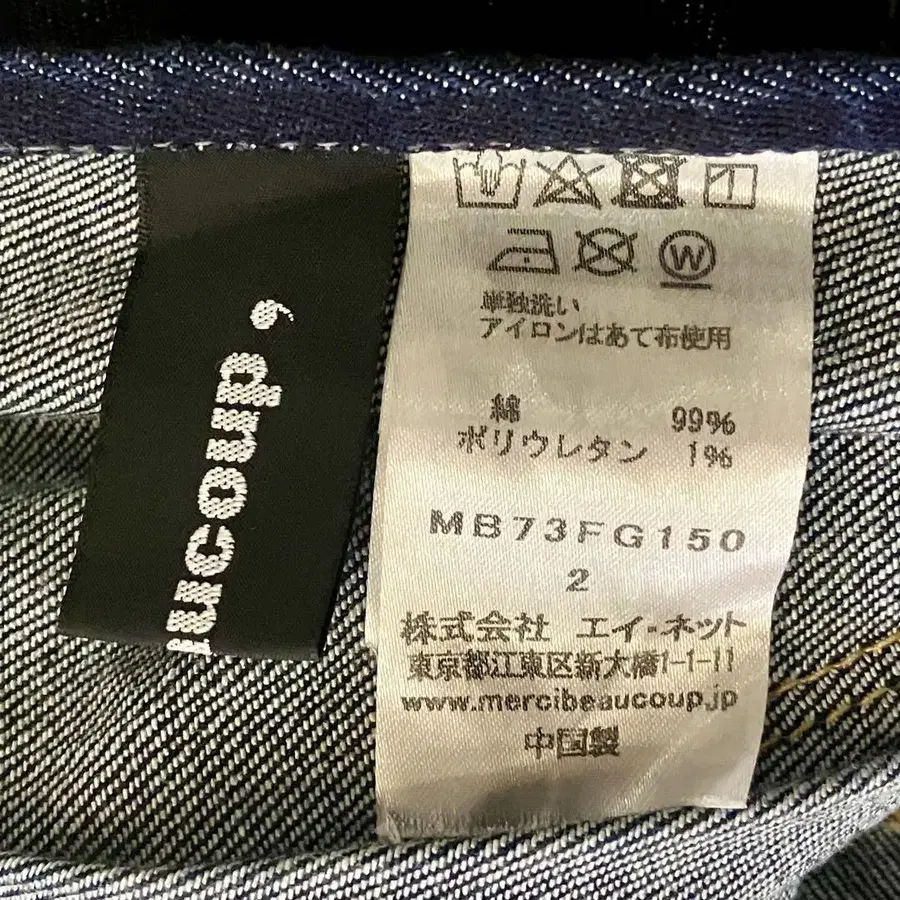 ucoup,
W
単独洗い
アイロンはあて布使用
綿 99%
ポリウレタン 1%
MB73FG150
2
株式会社 エイ・ネット
東京都江東区新大橋1-1-11
www.mercibeaucoup.jp
中国製